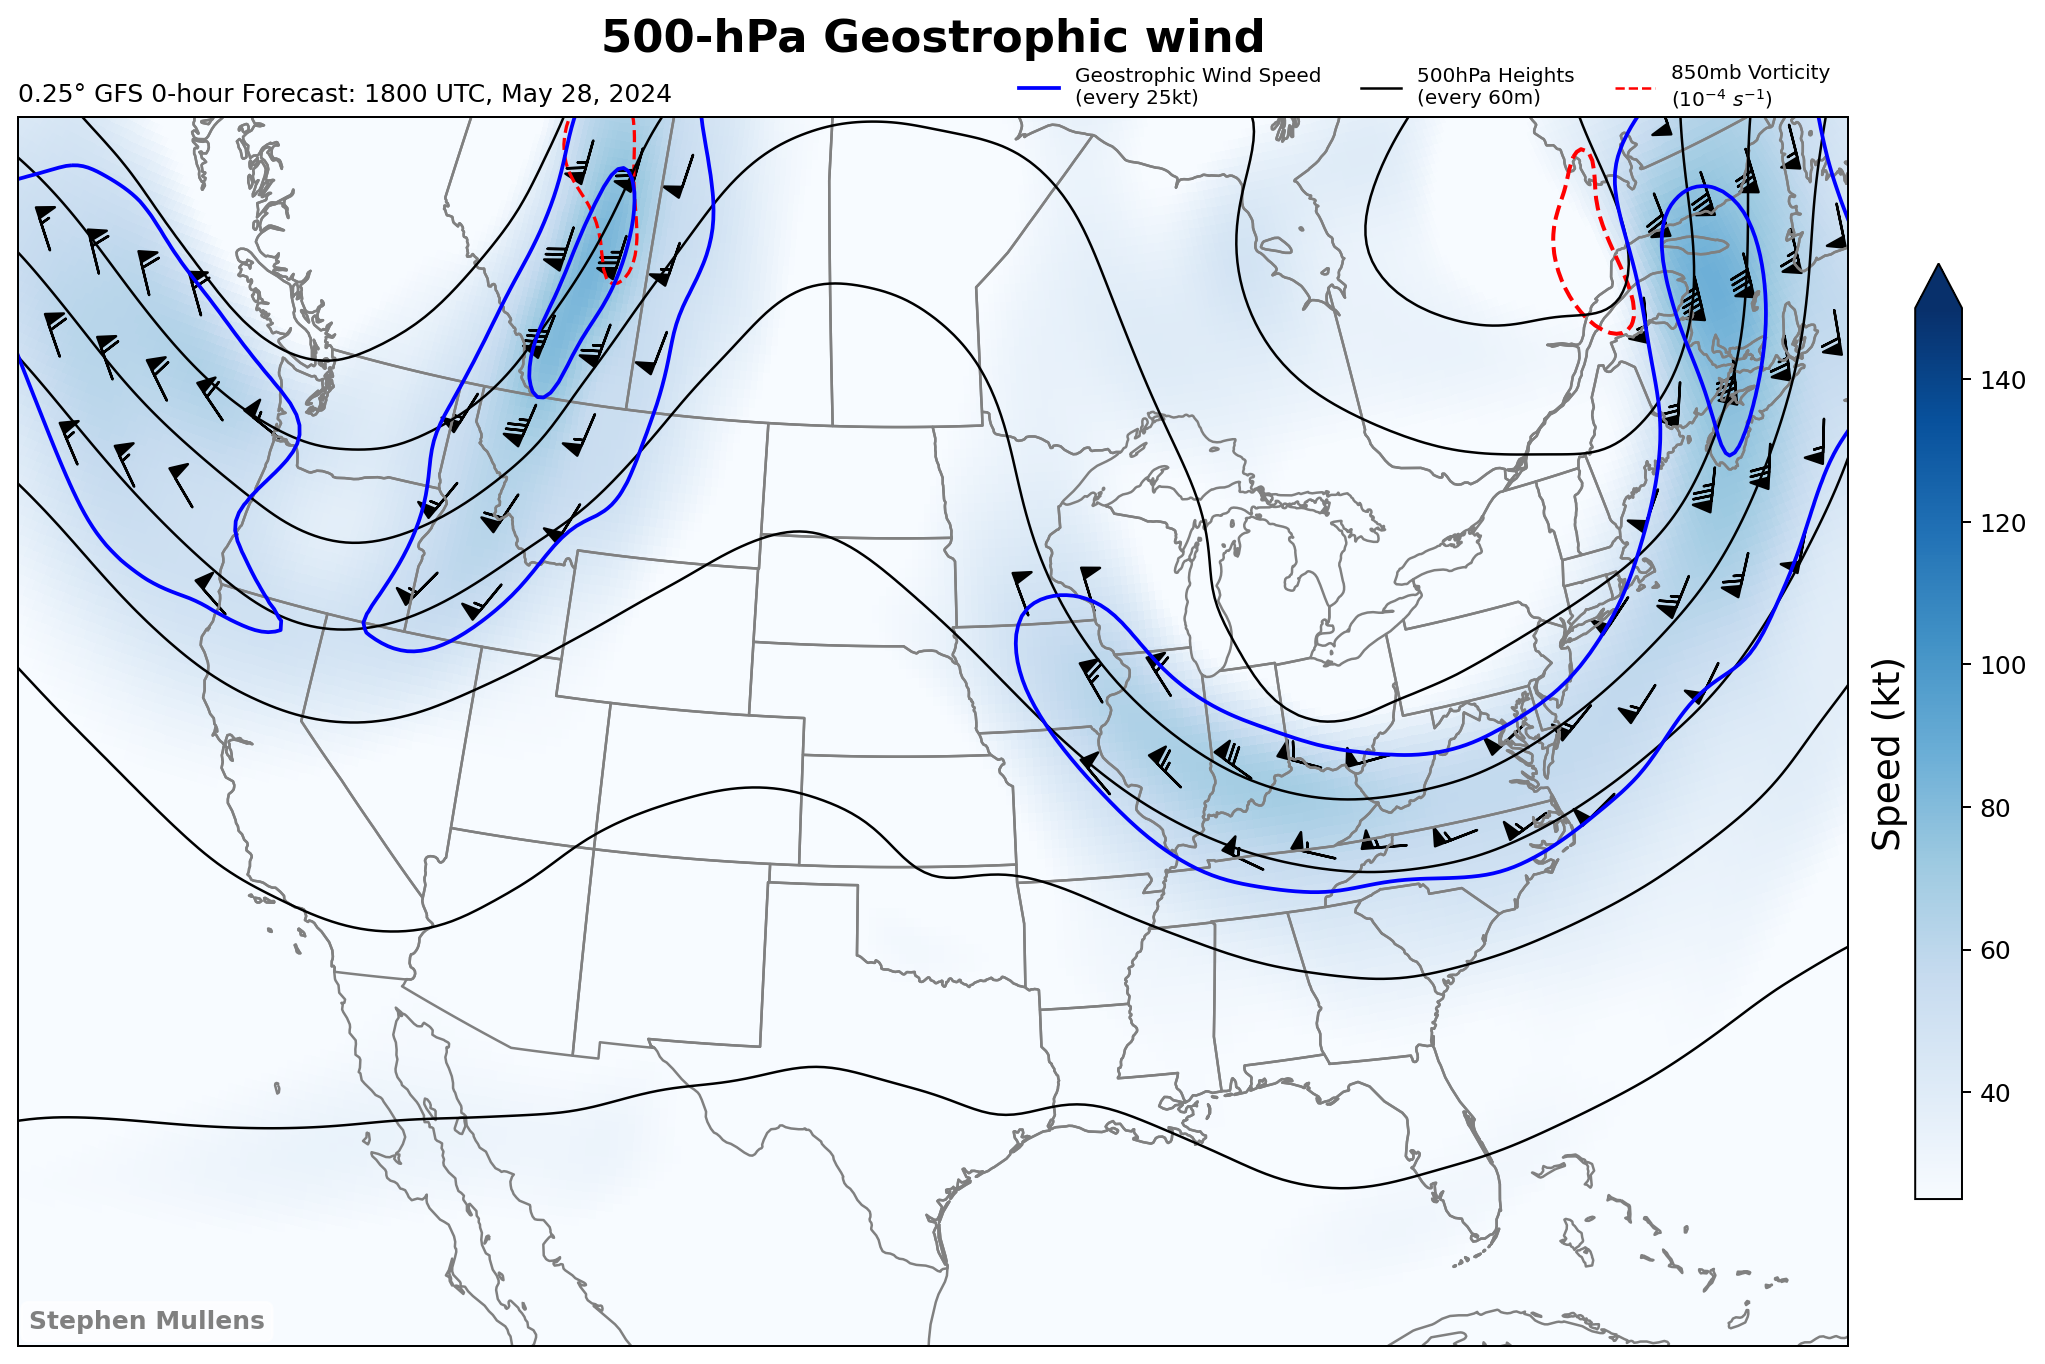 500-hPa Geostrophic wind
0.25° GFS 0-hour Forecast: 1800 UTC, May 28, 2024
Geostrophic Wind Speed
(every 25kt)
500hPa Heights
(every 60m)
850mb Vorticity
(10⁻⁴ s⁻¹)
140
120
100
80
60
40
Speed (kt)
Stephen Mullens